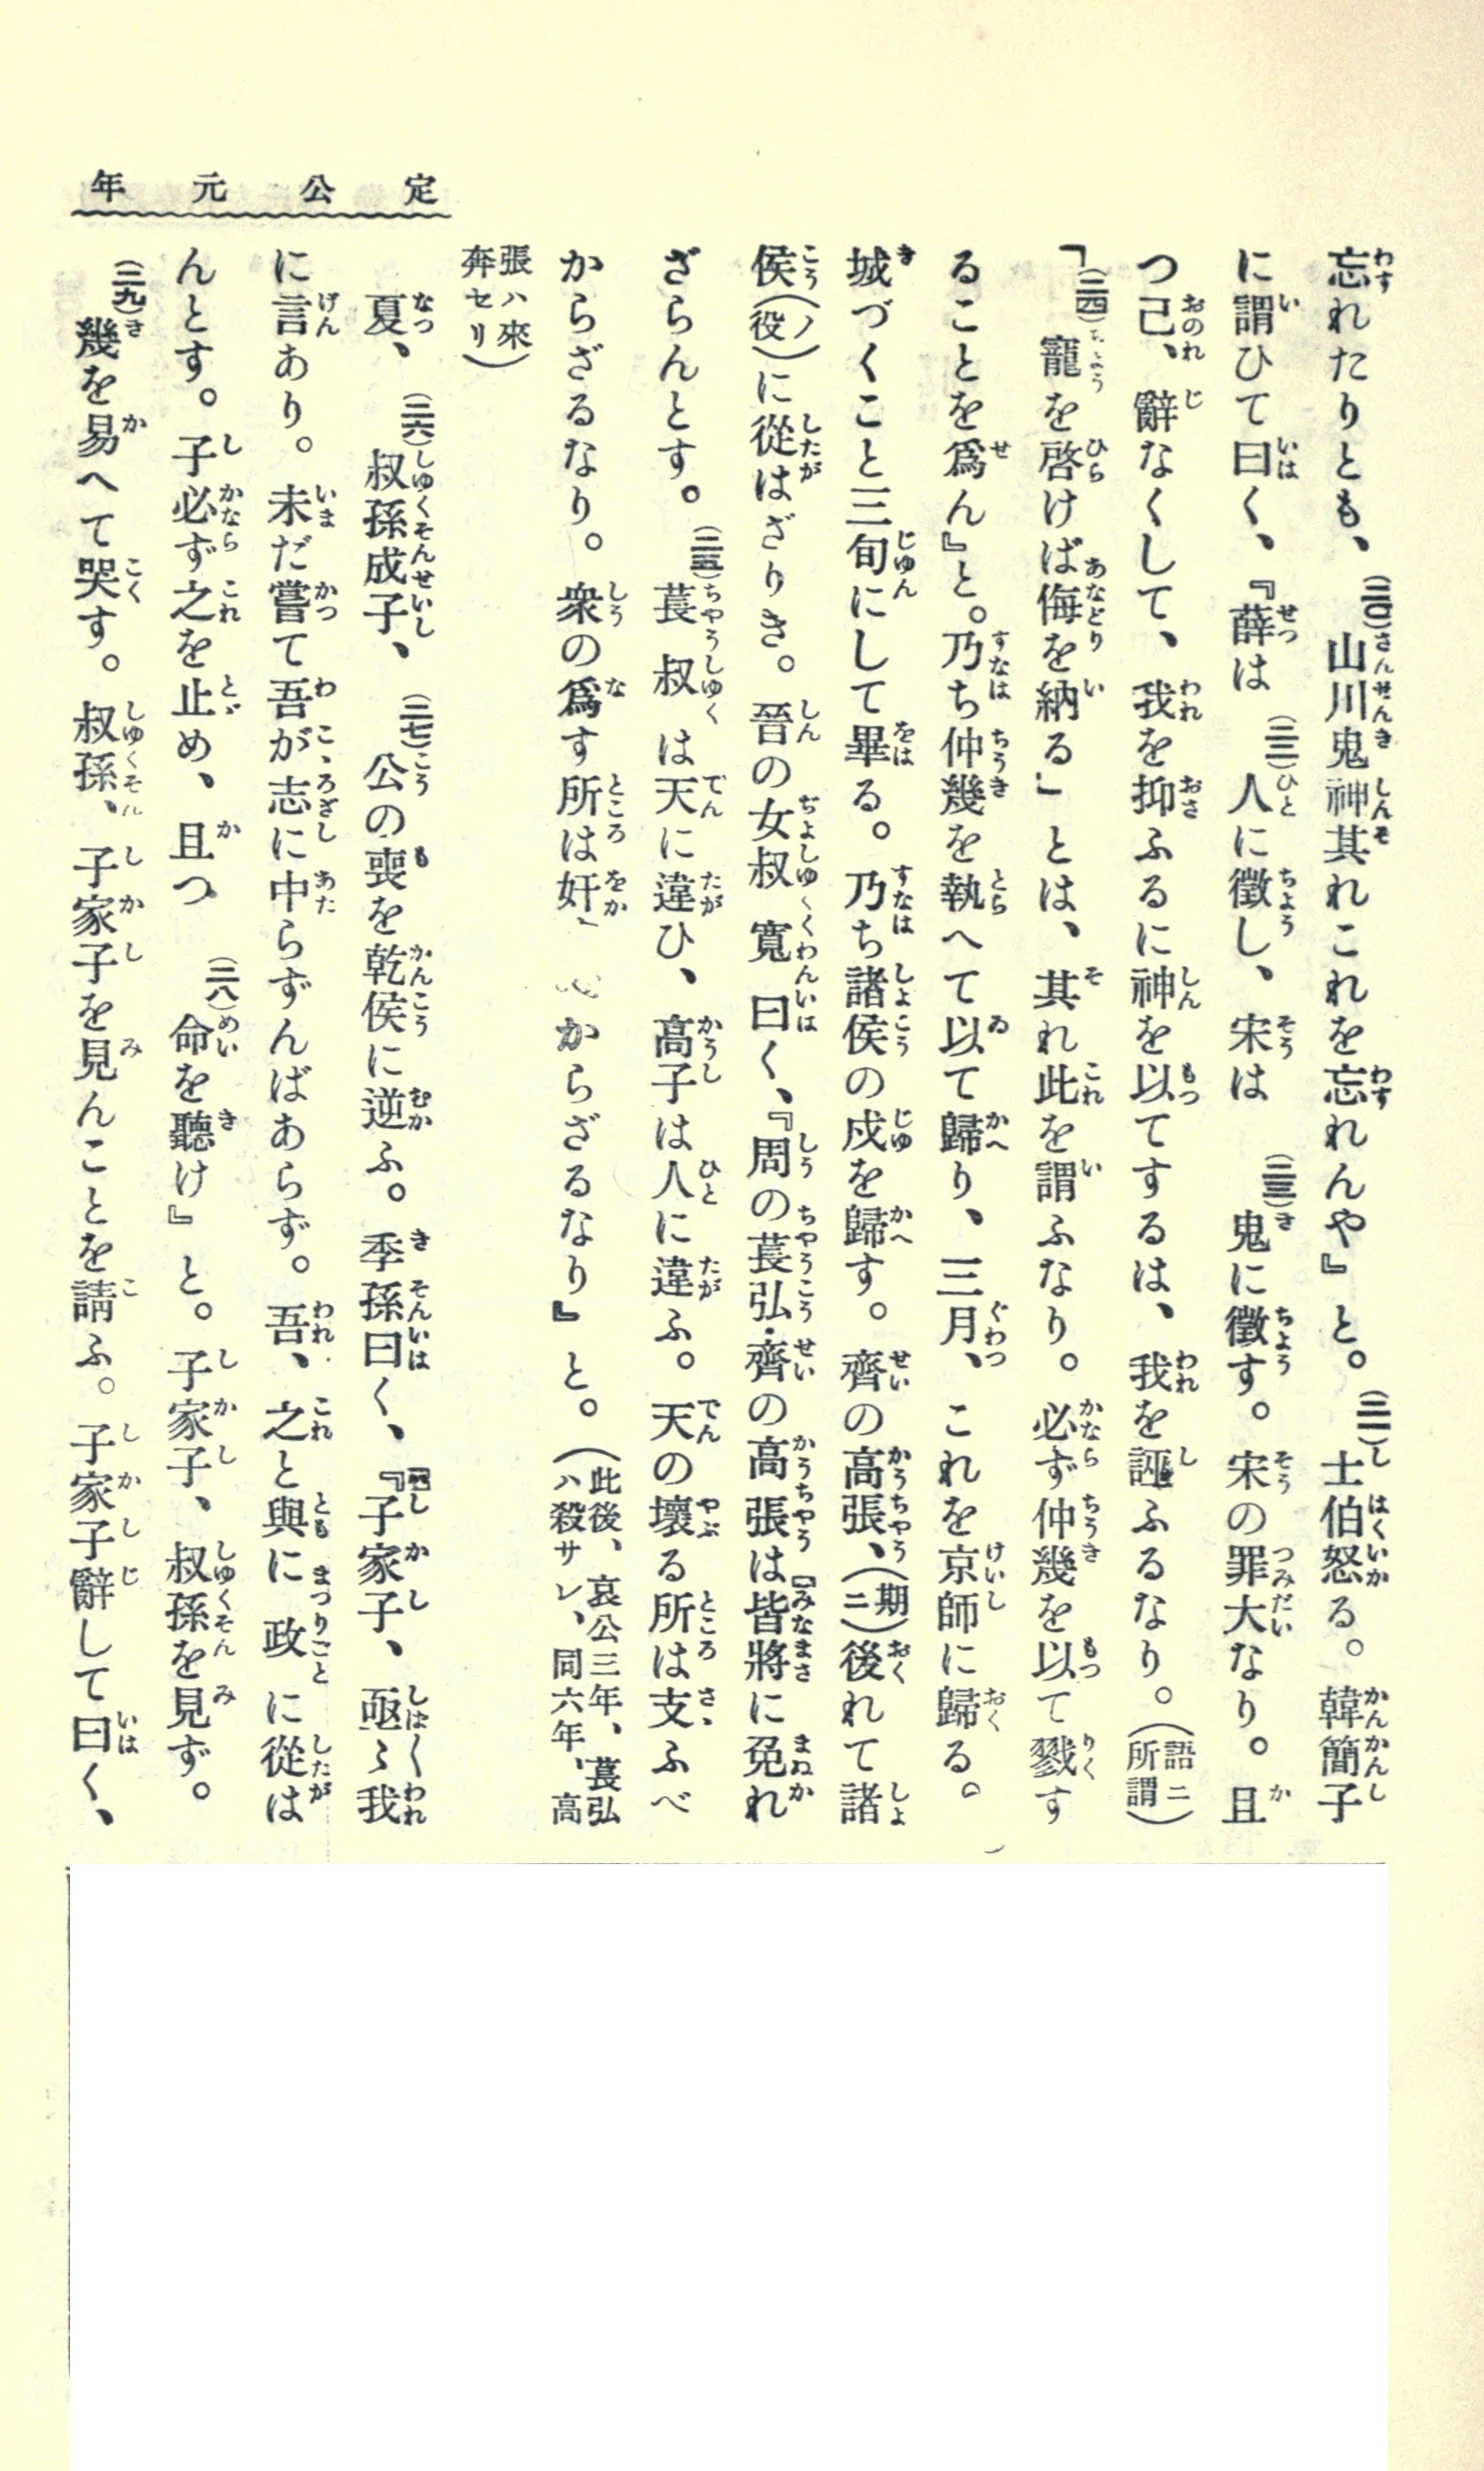 定公元年
忘れたりとも、(二〇)山川鬼神其れこれを忘れんや』と。(二一)士伯怒る。韓簡子
に謂ひて曰く、『薛は(二二)人に徵し、宋は(二三)鬼に徵す。宋の罪大なり。且
つ己、辭なくして、我を抑ふるに神を以てするは、我を誣ふるなり。(語ニ所謂)
「(二四)寵を啓けば侮を納る」とは、其れ此を謂ふなり。必ず仲幾を以て戮す
ることを爲ん』と。乃ち仲幾を執へて以て歸り、三月、これを京師に歸る。
城づくこと三旬にして畢る。乃ち諸侯の戍を歸す。齊の高張、(期ニ)後れて諸
侯(ノ役)に從はざりき。晉の女叔寬曰く、『周の萇弘・齊の高張は皆將に免れ
ざらんとす。(二五)萇叔は天に違ひ、高子は人に違ふ。天の壞る所は支ふべ
からざるなり。衆の爲す所は奸 からざるなり』と。(此後、哀公三年、萇弘ハ殺サレ、同六年、高
張ハ來奔セリ)
夏、(二六)叔孫成子、(二七)公の喪を乾侯に逆ふ。季孫曰く、『子家子、亟〻我
に言あり。未だ嘗て吾が志に中らずんばあらず。吾、之と與に政に從は
んとす。子必ず之を止め、且つ(二八)命を聽け』と。子家子、叔孫を見ず。
(二九)幾を易へて哭す。叔孫、子家子を見んことを請ふ。子家子辭して曰く、